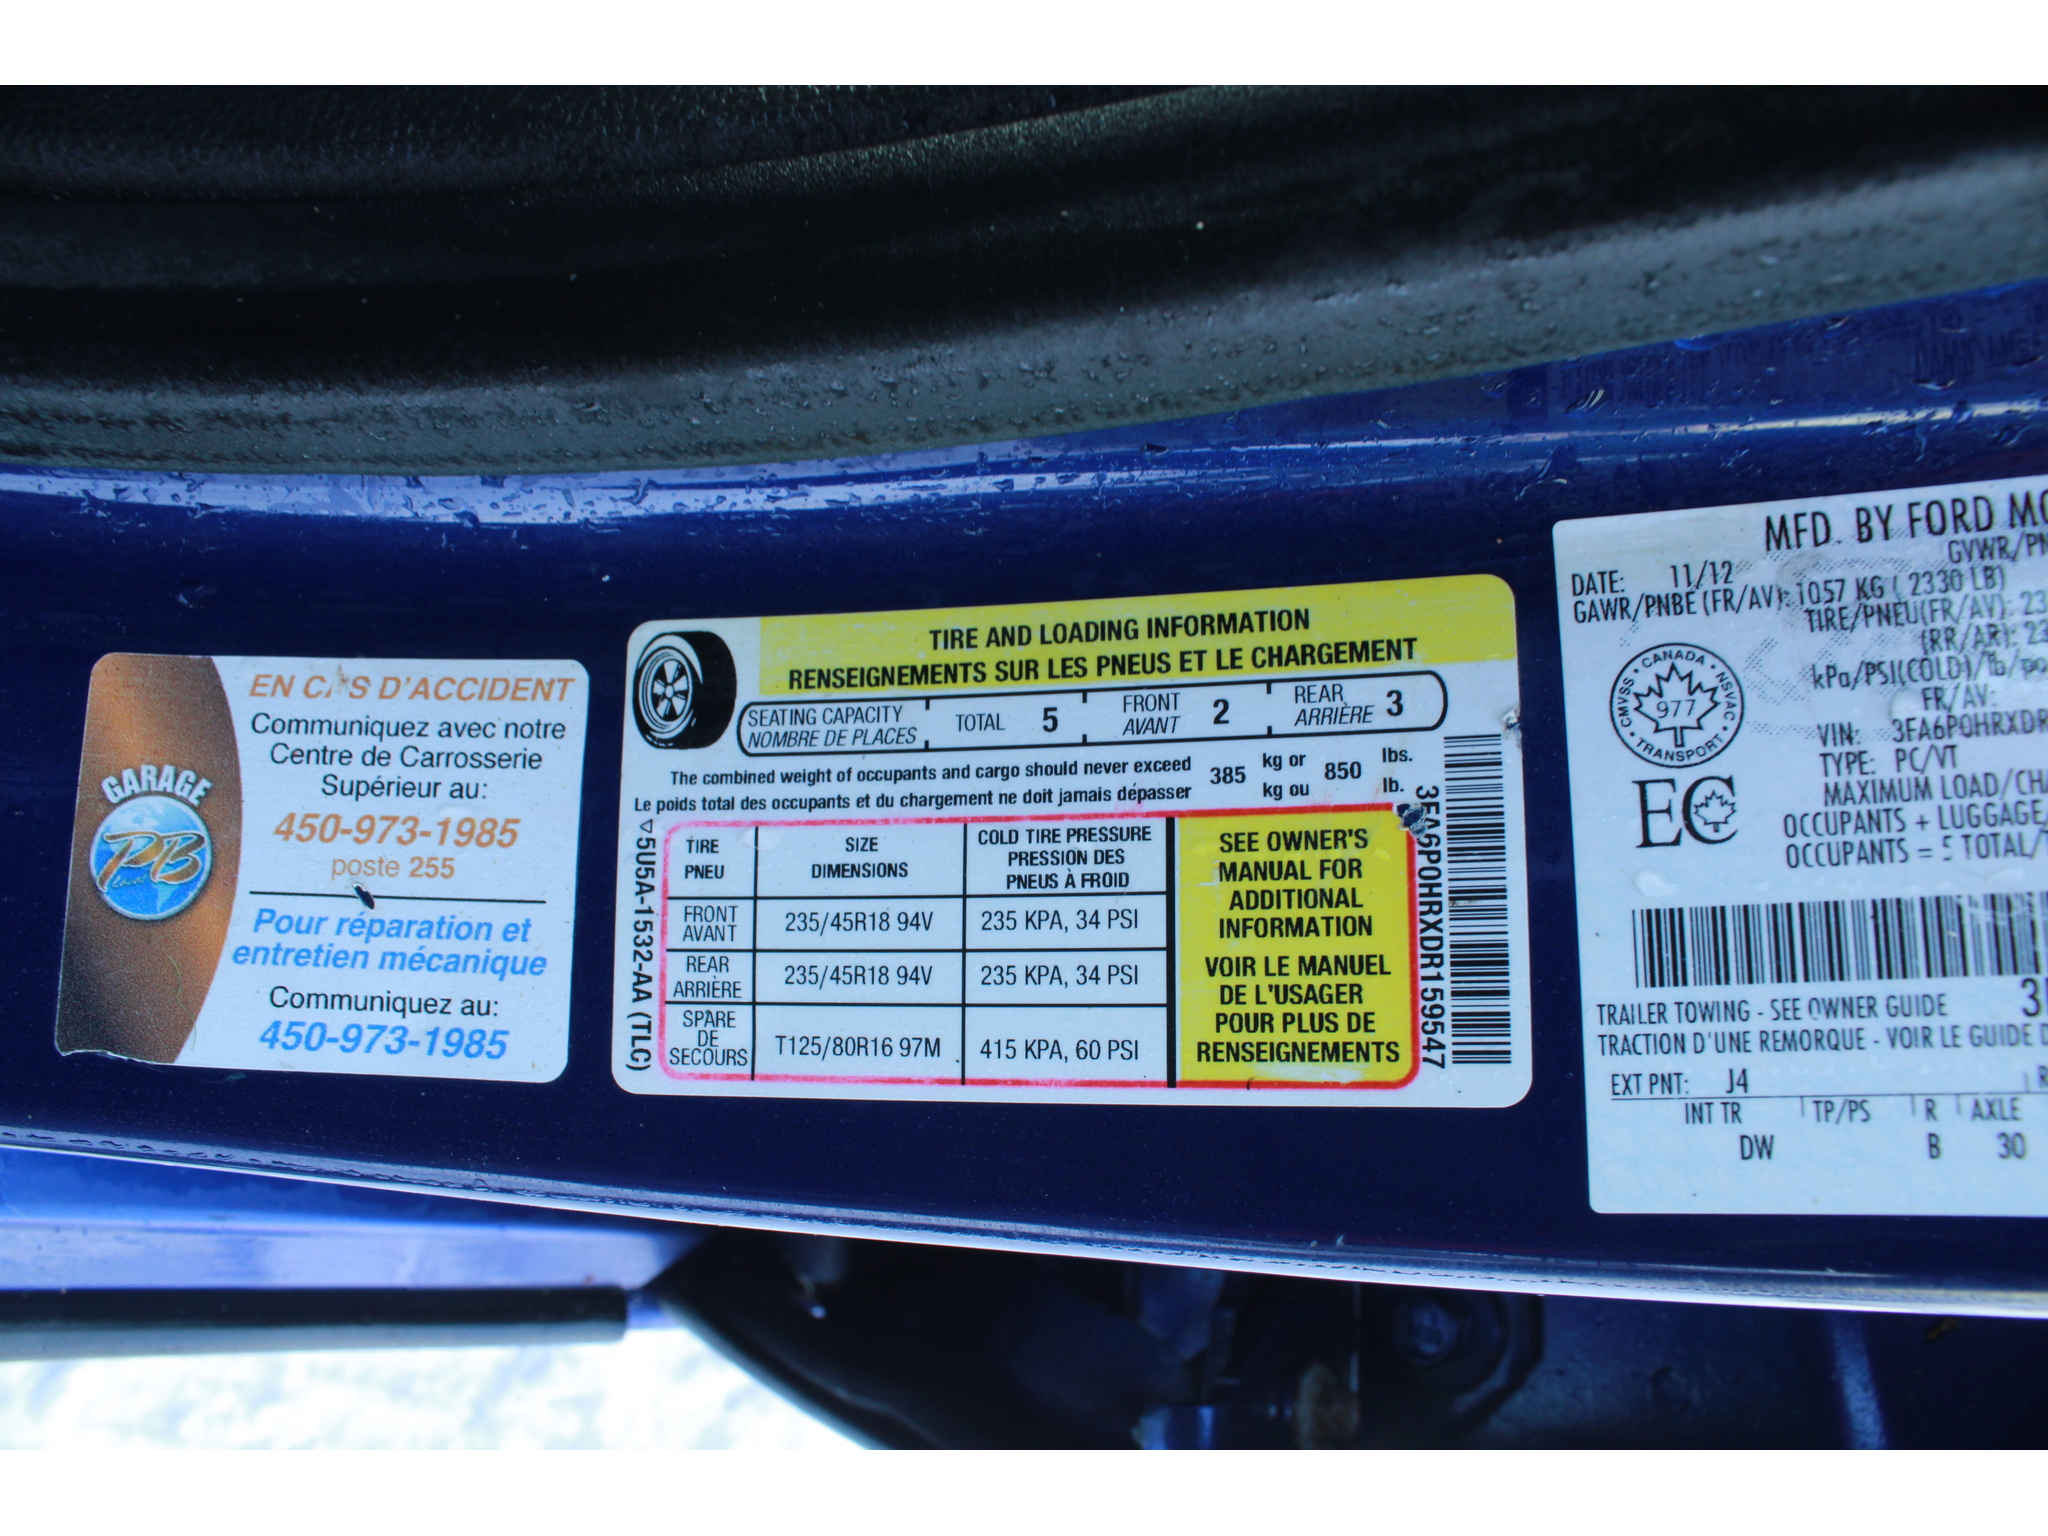 GARAGE
PB
EN CAS D'ACCIDENT
Communiquez avec notre
Centre de Carrosserie
Supérieur au:
450-973-1985
poste 255
Pour réparation et
entretien mécanique
Communiquez au:
450-973-1985
TIRE AND LOADING INFORMATION
RENSEIGNEMENTS SUR LES PNEUS ET LE CHARGEMENT
SEATING CAPACITY
NOMBRE DE PLACES
TOTAL 5
FRONT
AVANT 2
REAR
ARRIÈRE 3
The combined weight of occupants and cargo should never exceed 385 kg or 850 lbs.
Le poids total des occupants et du chargement ne doit jamais dépasser kg ou lb.
5U5A-1532-AA (TLC)
TIRE
PNEU
SIZE
DIMENSIONS
COLD TIRE PRESSURE
PRESSION DES
PNEUS À FROID
FRONT
AVANT
235/45R18 94V
235 KPA, 34 PSI
REAR
ARRIÈRE
235/45R18 94V
235 KPA, 34 PSI
SPARE
DE
SECOURS
T125/80R16 97M
415 KPA, 60 PSI
SEE OWNER'S
MANUAL FOR
ADDITIONAL
INFORMATION
VOIR LE MANUEL
DE L'USAGER
POUR PLUS DE
RENSEIGNEMENTS
3FA6P0HRXDR159547
MFD. BY FORD MO
GVWR/PN
DATE: 11/12
GAWR/PNBE (FR/AV): 1057 KG ( 2330 LB)
TIRE/PNEU(FR/AV): 23
(RR/AR): 23
kPa/PSI(COLD)/lb/po
FR/AV:
VIN: 3FA6P0HRXDR
TYPE: PC/VT
MAXIMUM LOAD/CHA
OCCUPANTS + LUGGAGE
OCCUPANTS = 5 TOTAL/T
CANADA
CMVSS 977 NSVAC
TRANSPORT
EC
3F
TRAILER TOWING - SEE OWNER GUIDE
TRACTION D'UNE REMORQUE - VOIR LE GUIDE D
EXT PNT: J4
INT TR TP/PS R AXLE
DW B 30